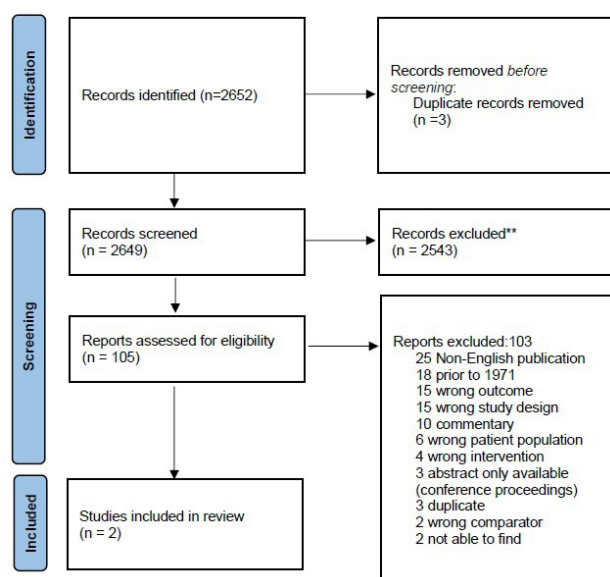 Identification
Records identified (n=2652)
Records removed before
screening:
Duplicate records removed
(n =3)
Screening
Records screened
(n = 2649)
Records excluded**
(n = 2543)
Reports assessed for eligibility
(n = 105)
Reports excluded:103
25 Non-English publication
18 prior to 1971
15 wrong outcome
15 wrong study design
10 commentary
6 wrong patient population
4 wrong intervention
3 abstract only available
(conference proceedings)
3 duplicate
2 wrong comparator
2 not able to find
Included
Studies included in review
(n = 2)